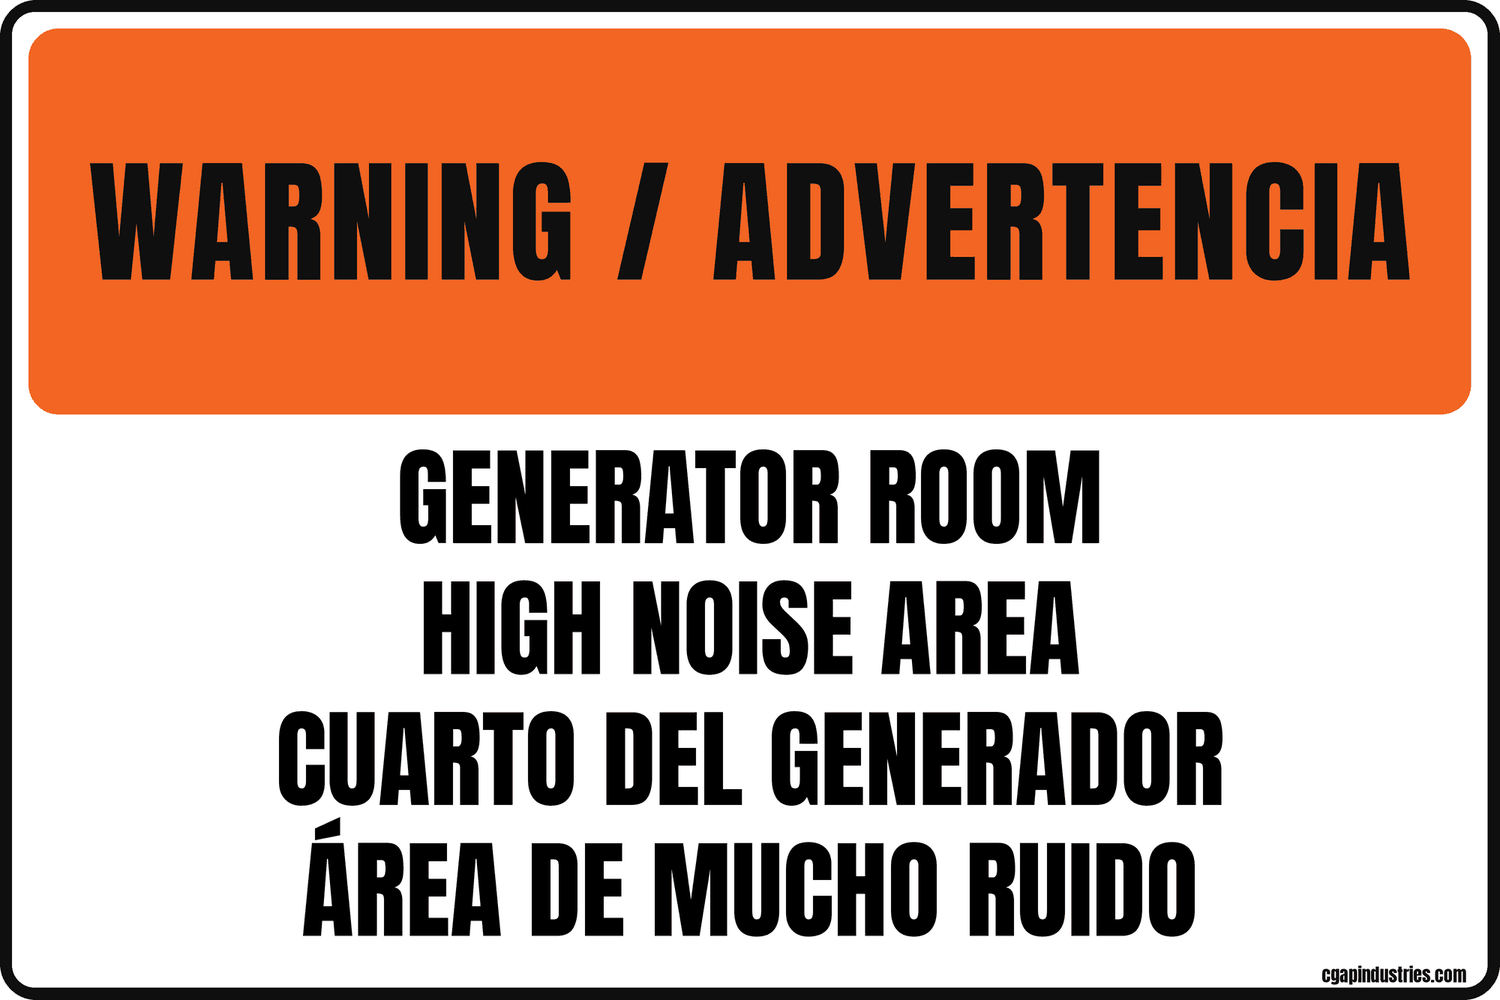 WARNING / ADVERTENCIA
GENERATOR ROOM
HIGH NOISE AREA
CUARTO DEL GENERADOR
ÁREA DE MUCHO RUIDO
cgapindustries.com